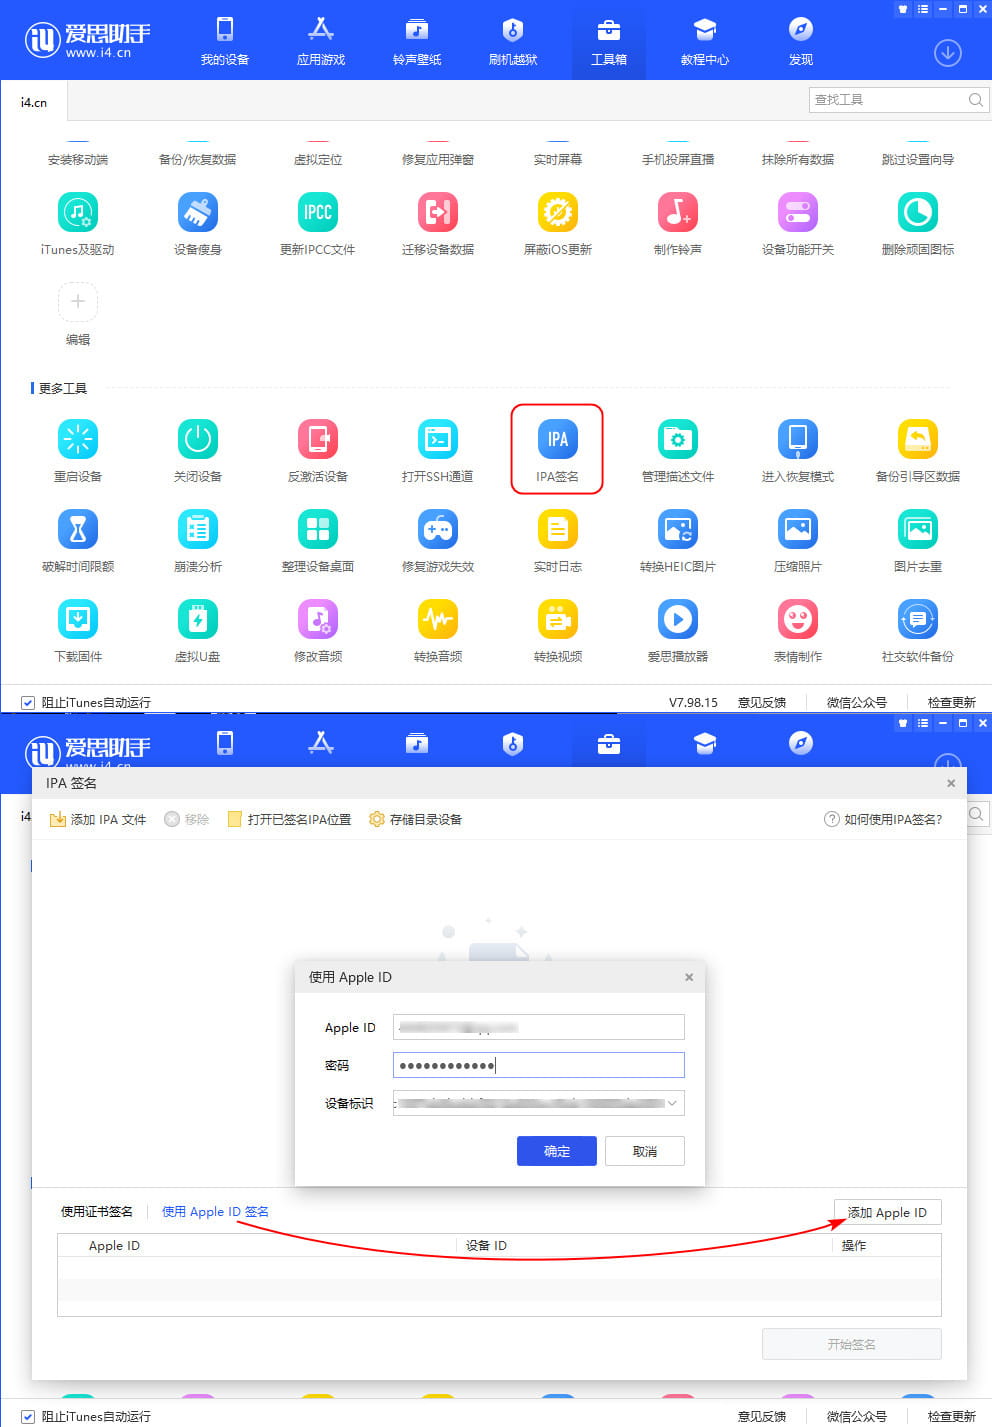 爱思助手
www.i4.cn
我的设备
应用游戏
铃声壁纸
刷机越狱
工具箱
教程中心
发现
i4.cn
查找工具
安装移动端
备份/恢复数据
虚拟定位
修复应用弹窗
实时屏幕
手机投屏直播
抹除所有数据
跳过设置向导
IPCC
iTunes及驱动
设备瘦身
更新IPCC文件
迁移设备数据
屏蔽iOS更新
制作铃声
设备功能开关
删除顽固图标
编辑
更多工具
IPA
重启设备
关闭设备
反激活设备
打开SSH通道
IPA签名
管理描述文件
进入恢复模式
备份引导区数据
破解时间限额
崩溃分析
整理设备桌面
修复游戏失效
实时日志
转换HEIC图片
压缩照片
图片去重
下载固件
虚拟U盘
修改音频
转换音频
转换视频
爱思播放器
表情制作
社交软件备份
阻止iTunes自动运行
V7.98.15
意见反馈
微信公众号
检查更新
爱思助手
www.i4.cn
i4
IPA 签名
添加 IPA 文件
移除
打开已签名IPA位置
存储目录设备
如何使用IPA签名?
使用 Apple ID
Apple ID
密码
设备标识
确定
取消
使用证书签名
使用 Apple ID 签名
添加 Apple ID
Apple ID
设备 ID
操作
开始签名
阻止iTunes自动运行
意见反馈
微信公众号
检查更新